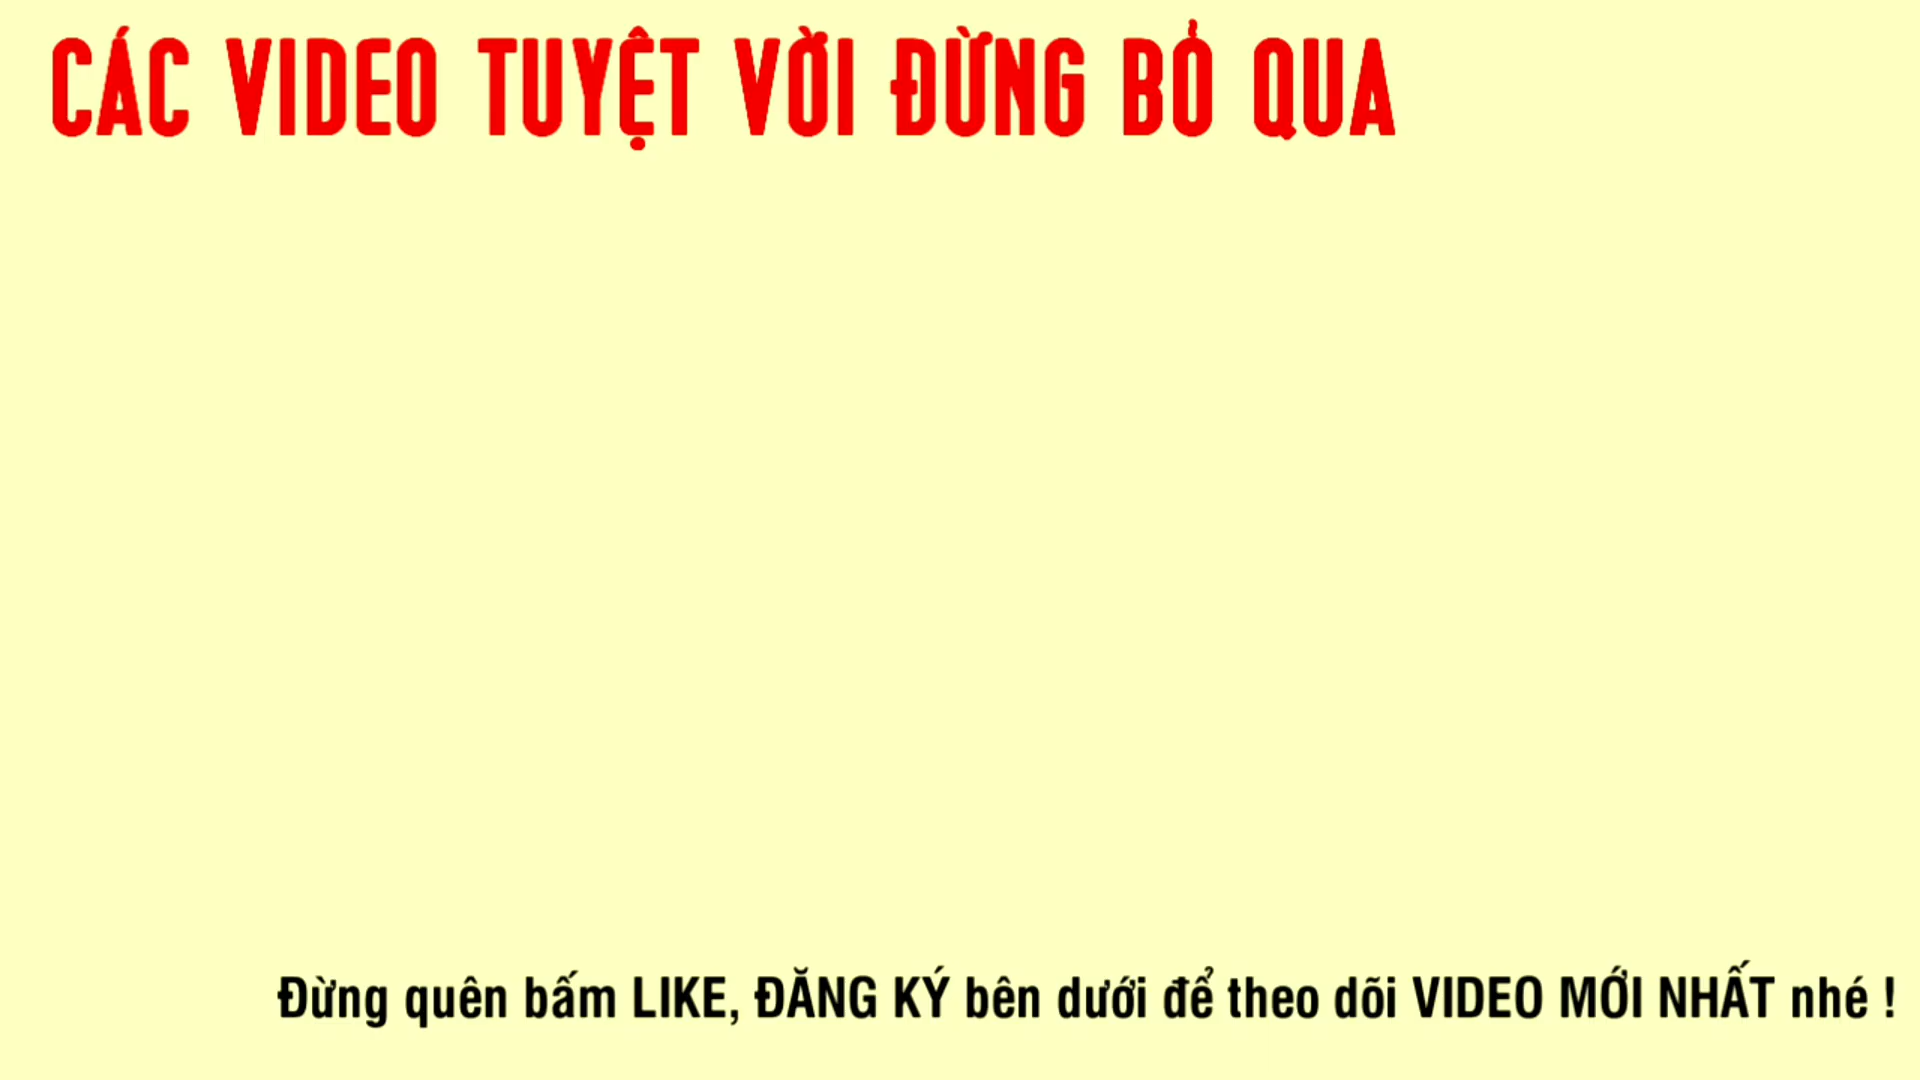 CÁC VIDEO TUYỆT VỜI ĐỪNG BỎ QUA
Đừng quên bấm LIKE, ĐĂNG KÝ bên dưới để theo dõi VIDEO MỚI NHẤT nhé !